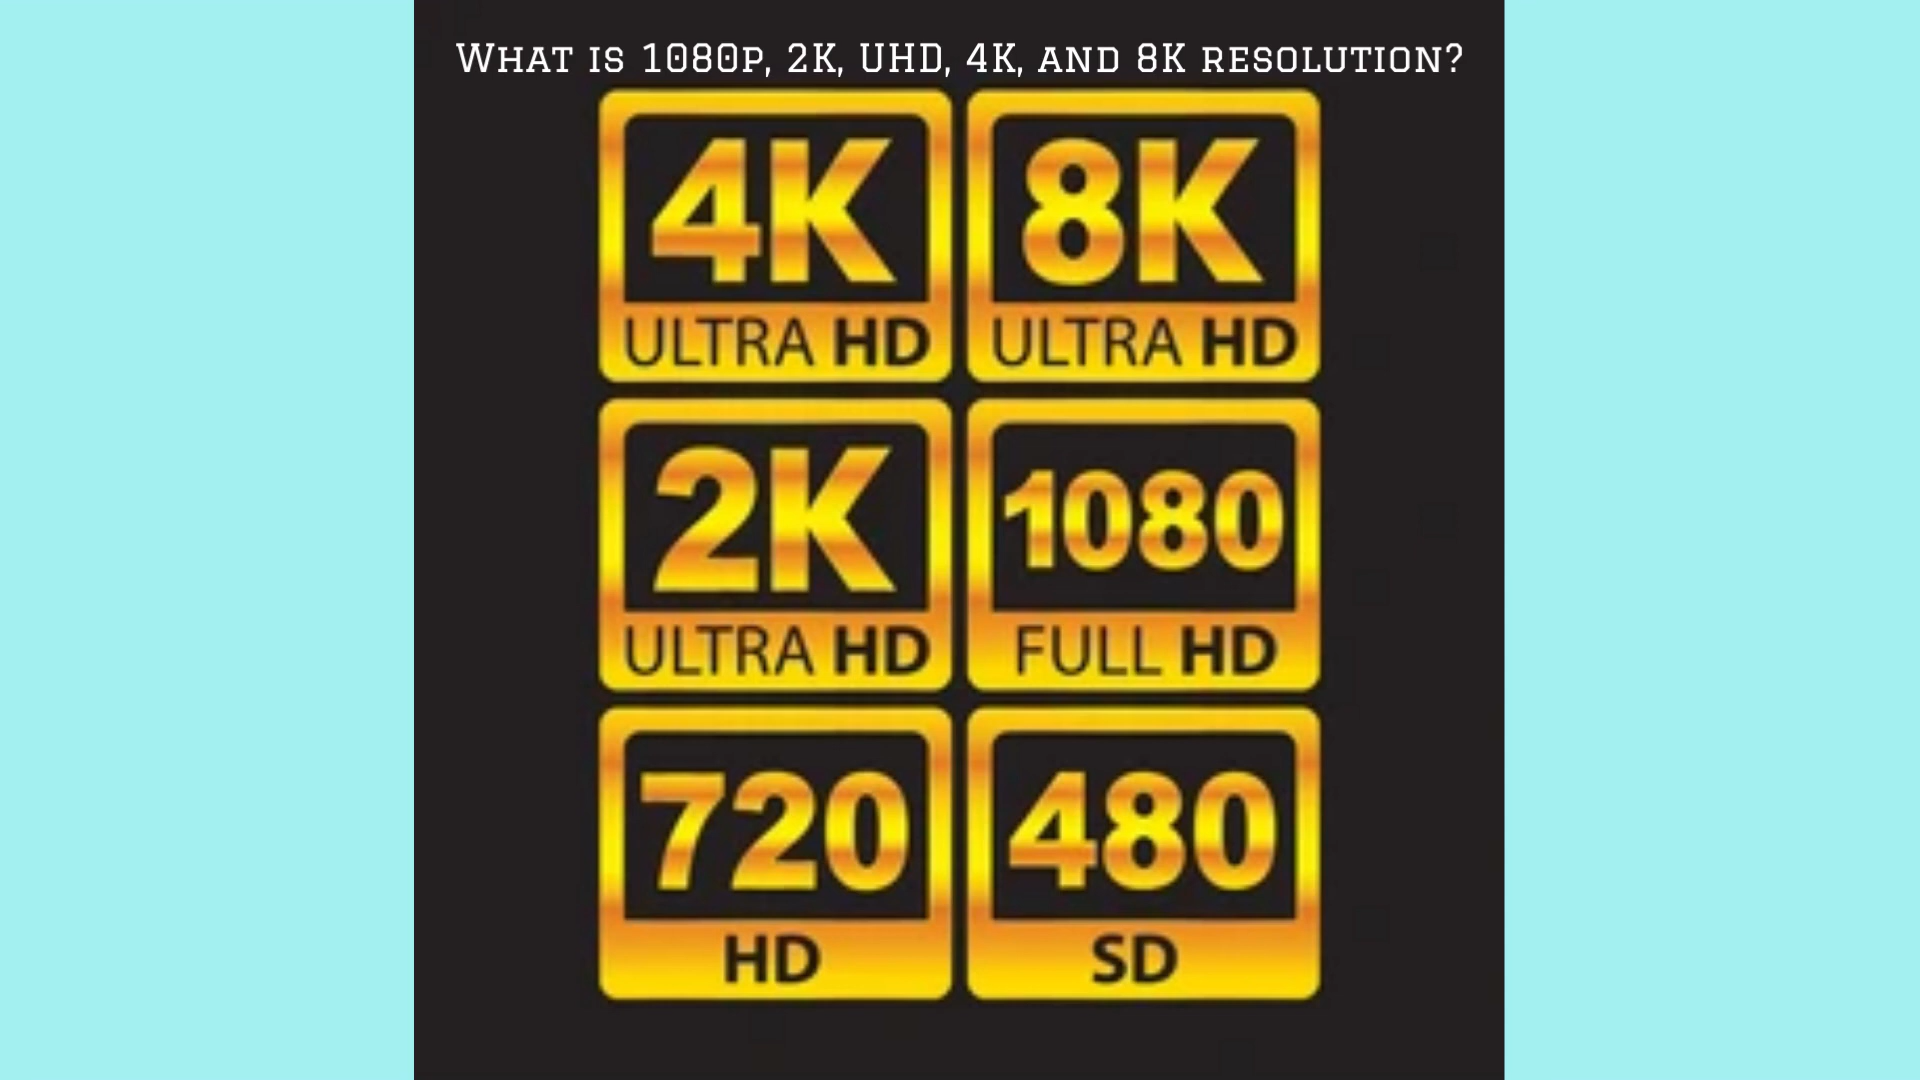 What is 1080p, 2K, UHD, 4K, and 8K resolution?
4K
ULTRA HD
8K
ULTRA HD
2K
ULTRA HD
1080
FULL HD
720
HD
480
SD